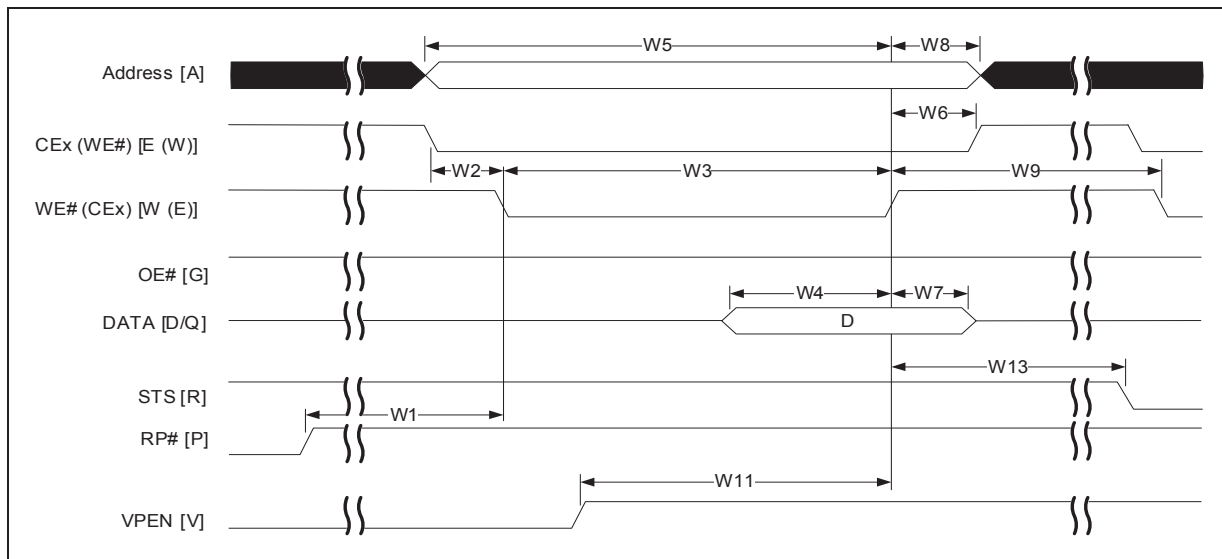 W5 W8
Address [A]
W6
CEx (WE#) [E (W)]
W2 W3 W9
WE# (CEx) [W (E)]
OE# [G]
W4 W7
DATA [D/Q] D
W13
STS [R]
W1
RP# [P]
W11
VPEN [V]